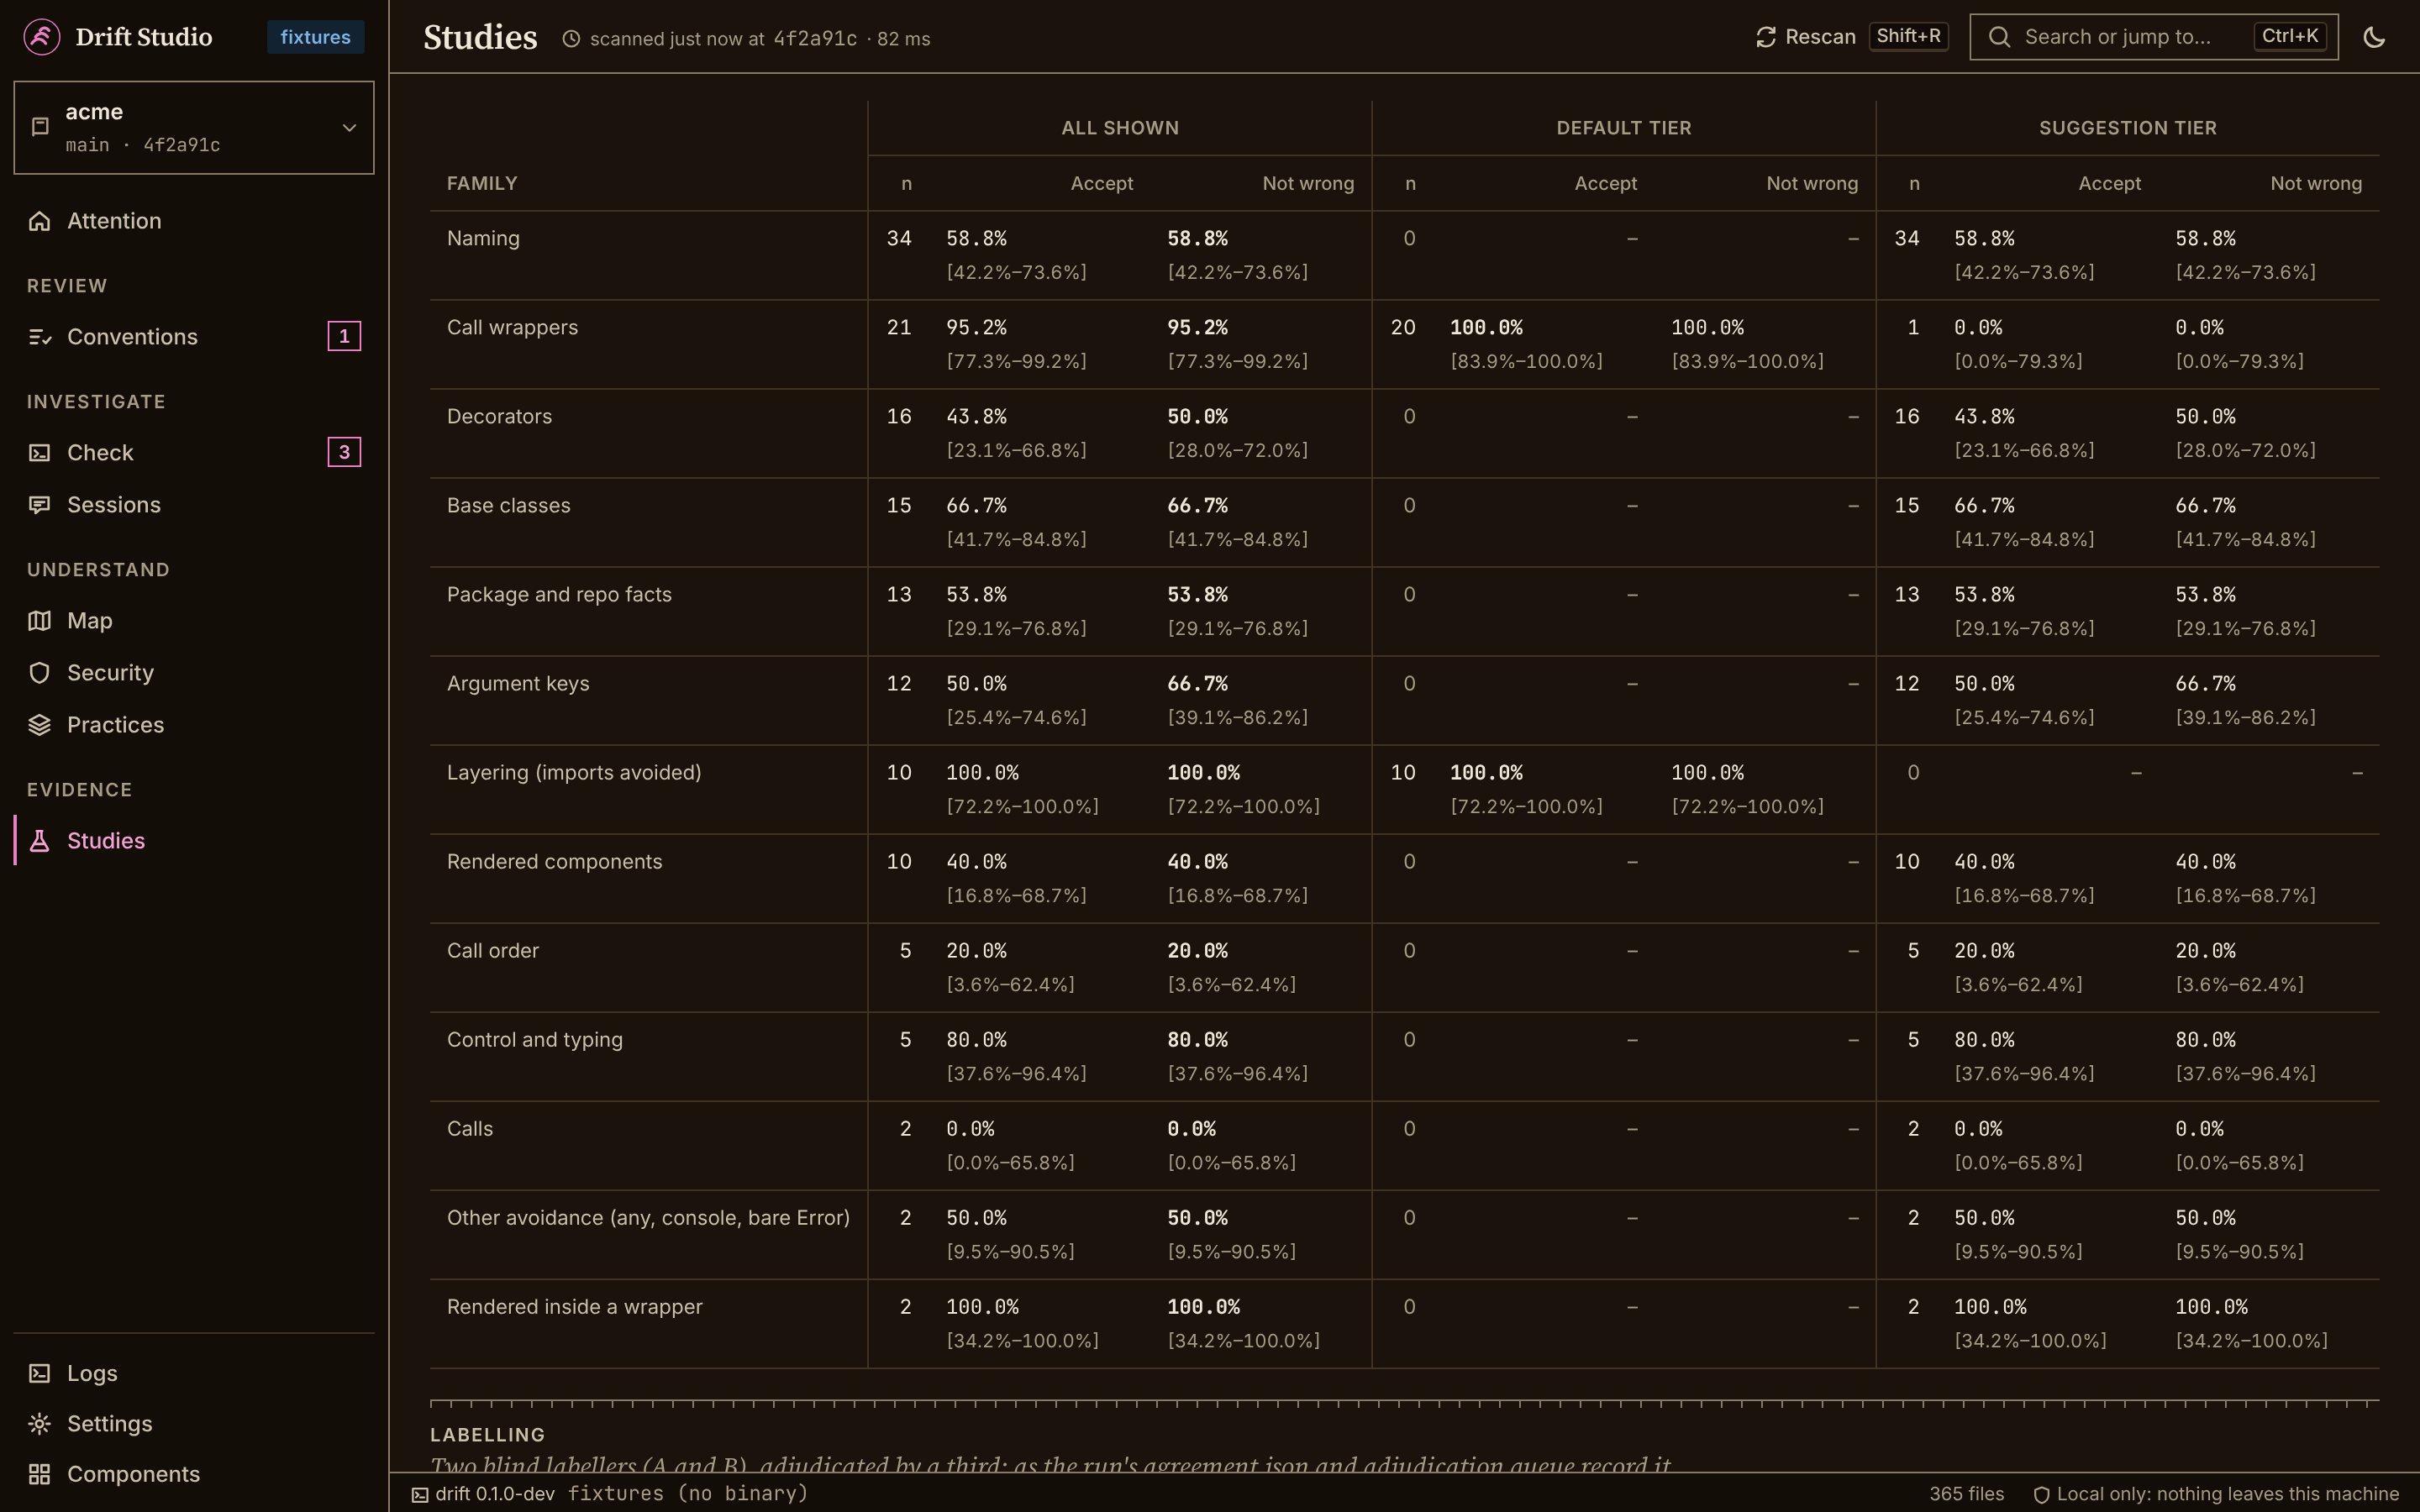 Drift Studio
fixtures
acme
main · 4f2a91c
Attention
REVIEW
Conventions 1
INVESTIGATE
Check 3
Sessions
UNDERSTAND
Map
Security
Practices
EVIDENCE
Studies
Logs
Settings
Components
Studies scanned just now at 4f2a91c · 82 ms
Rescan Shift+R
Search or jump to... Ctrl+K
ALL SHOWN DEFAULT TIER SUGGESTION TIER
FAMILY n Accept Not wrong n Accept Not wrong n Accept Not wrong
Naming 34 58.8% 58.8% 0 – – 34 58.8% 58.8%
[42.2%–73.6%] [42.2%–73.6%] [42.2%–73.6%] [42.2%–73.6%]
Call wrappers 21 95.2% 95.2% 20 100.0% 100.0% 1 0.0% 0.0%
[77.3%–99.2%] [77.3%–99.2%] [83.9%–100.0%] [83.9%–100.0%] [0.0%–79.3%] [0.0%–79.3%]
Decorators 16 43.8% 50.0% 0 – – 16 43.8% 50.0%
[23.1%–66.8%] [28.0%–72.0%] [23.1%–66.8%] [28.0%–72.0%]
Base classes 15 66.7% 66.7% 0 – – 15 66.7% 66.7%
[41.7%–84.8%] [41.7%–84.8%] [41.7%–84.8%] [41.7%–84.8%]
Package and repo facts 13 53.8% 53.8% 0 – – 13 53.8% 53.8%
[29.1%–76.8%] [29.1%–76.8%] [29.1%–76.8%] [29.1%–76.8%]
Argument keys 12 50.0% 66.7% 0 – – 12 50.0% 66.7%
[25.4%–74.6%] [39.1%–86.2%] [25.4%–74.6%] [39.1%–86.2%]
Layering (imports avoided) 10 100.0% 100.0% 10 100.0% 100.0% 0 – –
[72.2%–100.0%] [72.2%–100.0%] [72.2%–100.0%] [72.2%–100.0%]
Rendered components 10 40.0% 40.0% 0 – – 10 40.0% 40.0%
[16.8%–68.7%] [16.8%–68.7%] [16.8%–68.7%] [16.8%–68.7%]
Call order 5 20.0% 20.0% 0 – – 5 20.0% 20.0%
[3.6%–62.4%] [3.6%–62.4%] [3.6%–62.4%] [3.6%–62.4%]
Control and typing 5 80.0% 80.0% 0 – – 5 80.0% 80.0%
[37.6%–96.4%] [37.6%–96.4%] [37.6%–96.4%] [37.6%–96.4%]
Calls 2 0.0% 0.0% 0 – – 2 0.0% 0.0%
[0.0%–65.8%] [0.0%–65.8%] [0.0%–65.8%] [0.0%–65.8%]
Other avoidance (any, console, bare Error) 2 50.0% 50.0% 0 – – 2 50.0% 50.0%
[9.5%–90.5%] [9.5%–90.5%] [9.5%–90.5%] [9.5%–90.5%]
Rendered inside a wrapper 2 100.0% 100.0% 0 – – 2 100.0% 100.0%
[34.2%–100.0%] [34.2%–100.0%] [34.2%–100.0%] [34.2%–100.0%]
LABELLING
Two blind labellers (A and B), adjudicated by a third; as the run's agreement json and adjudication queue record it
drift 0.1.0-dev fixtures (no binary)
365 files Local only: nothing leaves this machine